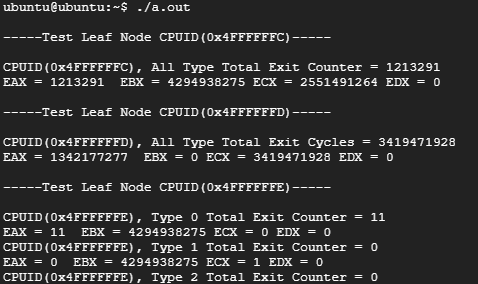 ubuntu@ubuntu:~$ ./a.out
-----Test Leaf Node CPUID(0x4FFFFFFC)-----
CPUID(0x4FFFFFFC), All Type Total Exit Counter = 1213291
EAX = 1213291  EBX = 4294938275 ECX = 2551491264 EDX = 0
-----Test Leaf Node CPUID(0x4FFFFFFD)-----
CPUID(0x4FFFFFFD), All Type Total Exit Cycles = 3419471928
EAX = 1342177277  EBX = 0 ECX = 3419471928 EDX = 0
-----Test Leaf Node CPUID(0x4FFFFFFE)-----
CPUID(0x4FFFFFFE), Type 0 Total Exit Counter = 11
EAX = 11  EBX = 4294938275 ECX = 0 EDX = 0
CPUID(0x4FFFFFFE), Type 1 Total Exit Counter = 0
EAX = 0  EBX = 4294938275 ECX = 1 EDX = 0
CPUID(0x4FFFFFFE), Type 2 Total Exit Counter = 0